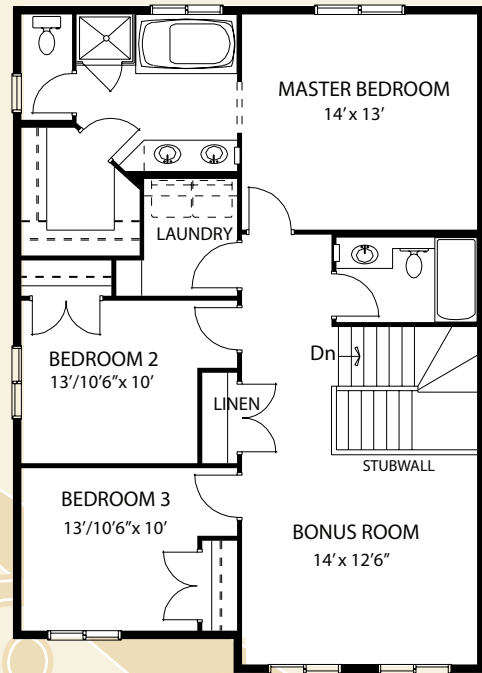 MASTER BEDROOM
14’ x 13’
LAUNDRY
Dn
BEDROOM 2
13’/10’6”x 10’
LINEN
STUBWALL
BEDROOM 3
13’/10’6”x 10’
BONUS ROOM
14’ x 12’6”